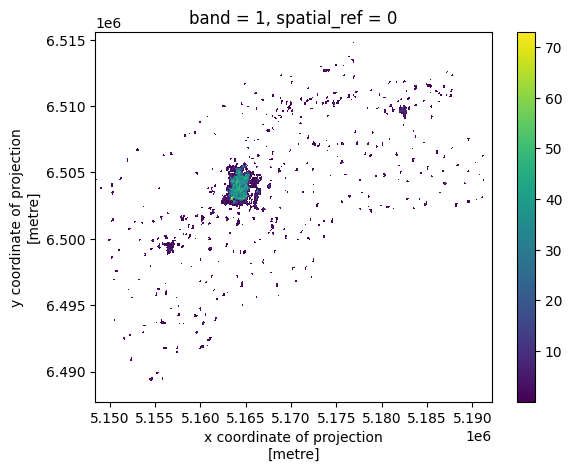 band = 1, spatial_ref = 0
1e6
6.515
6.510
6.505
6.500
6.495
6.490
y coordinate of projection
[metre]
5.150 5.155 5.160 5.165 5.170 5.175 5.180 5.185 5.190
1e6
x coordinate of projection
[metre]
70
60
50
40
30
20
10